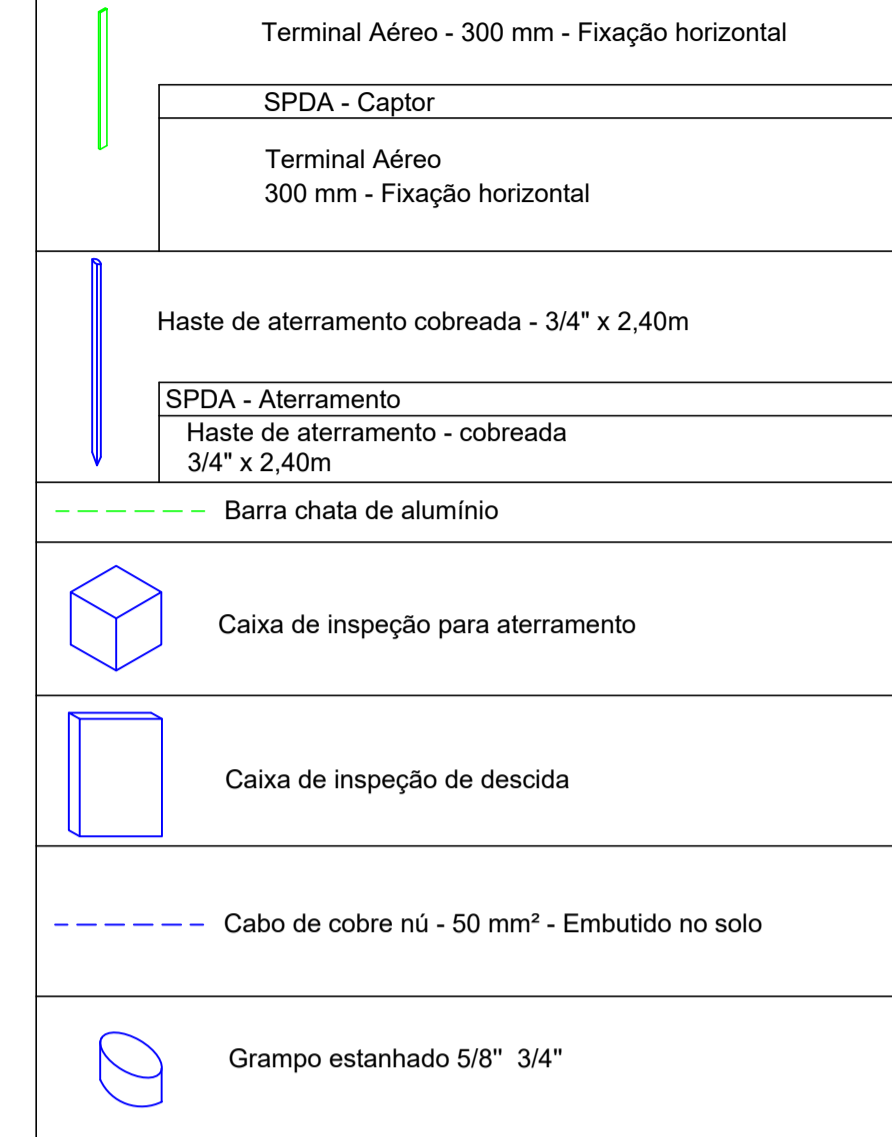 Terminal Aéreo - 300 mm - Fixação horizontal
SPDA - Captor
Terminal Aéreo
300 mm - Fixação horizontal
Haste de aterramento cobreada - 3/4" x 2,40m
SPDA - Aterramento
Haste de aterramento - cobreada
3/4" x 2,40m
Barra chata de alumínio
Caixa de inspeção para aterramento
Caixa de inspeção de descida
Cabo de cobre nú - 50 mm² - Embutido no solo
Grampo estanhado 5/8" 3/4"